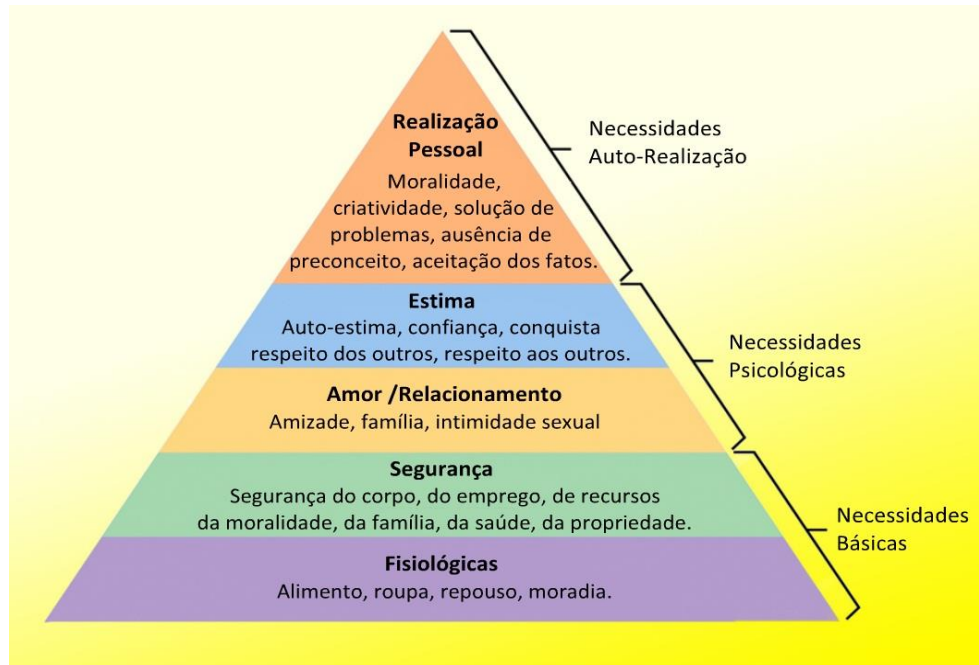 Realização
Pessoal
Moralidade,
criatividade, solução de
problemas, ausência de
preconceito, aceitação dos fatos.
Necessidades
Auto-Realização
Estima
Auto-estima, confiança, conquista
respeito dos outros, respeito aos outros.
Amor /Relacionamento
Amizade, família, intimidade sexual
Necessidades
Psicológicas
Segurança
Segurança do corpo, do emprego, de recursos
da moralidade, da família, da saúde, da propriedade.
Fisiológicas
Alimento, roupa, repouso, moradia.
Necessidades
Básicas